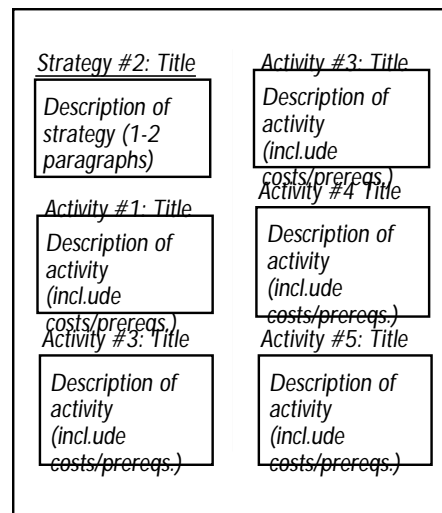 Strategy #2: Title
Description of
strategy (1-2
paragraphs)
Activity #1: Title
Description of
activity
(incl.ude
costs/prereqs.)
Activity #3: Title
Description of
activity
(incl.ude
costs/prereqs.)
Activity #3: Title
Description of
activity
(incl.ude
costs/prereqs.)
Activity #4 Title
Description of
activity
(incl.ude
costs/prereqs.)
Activity #5: Title
Description of
activity
(incl.ude
costs/prereqs.)